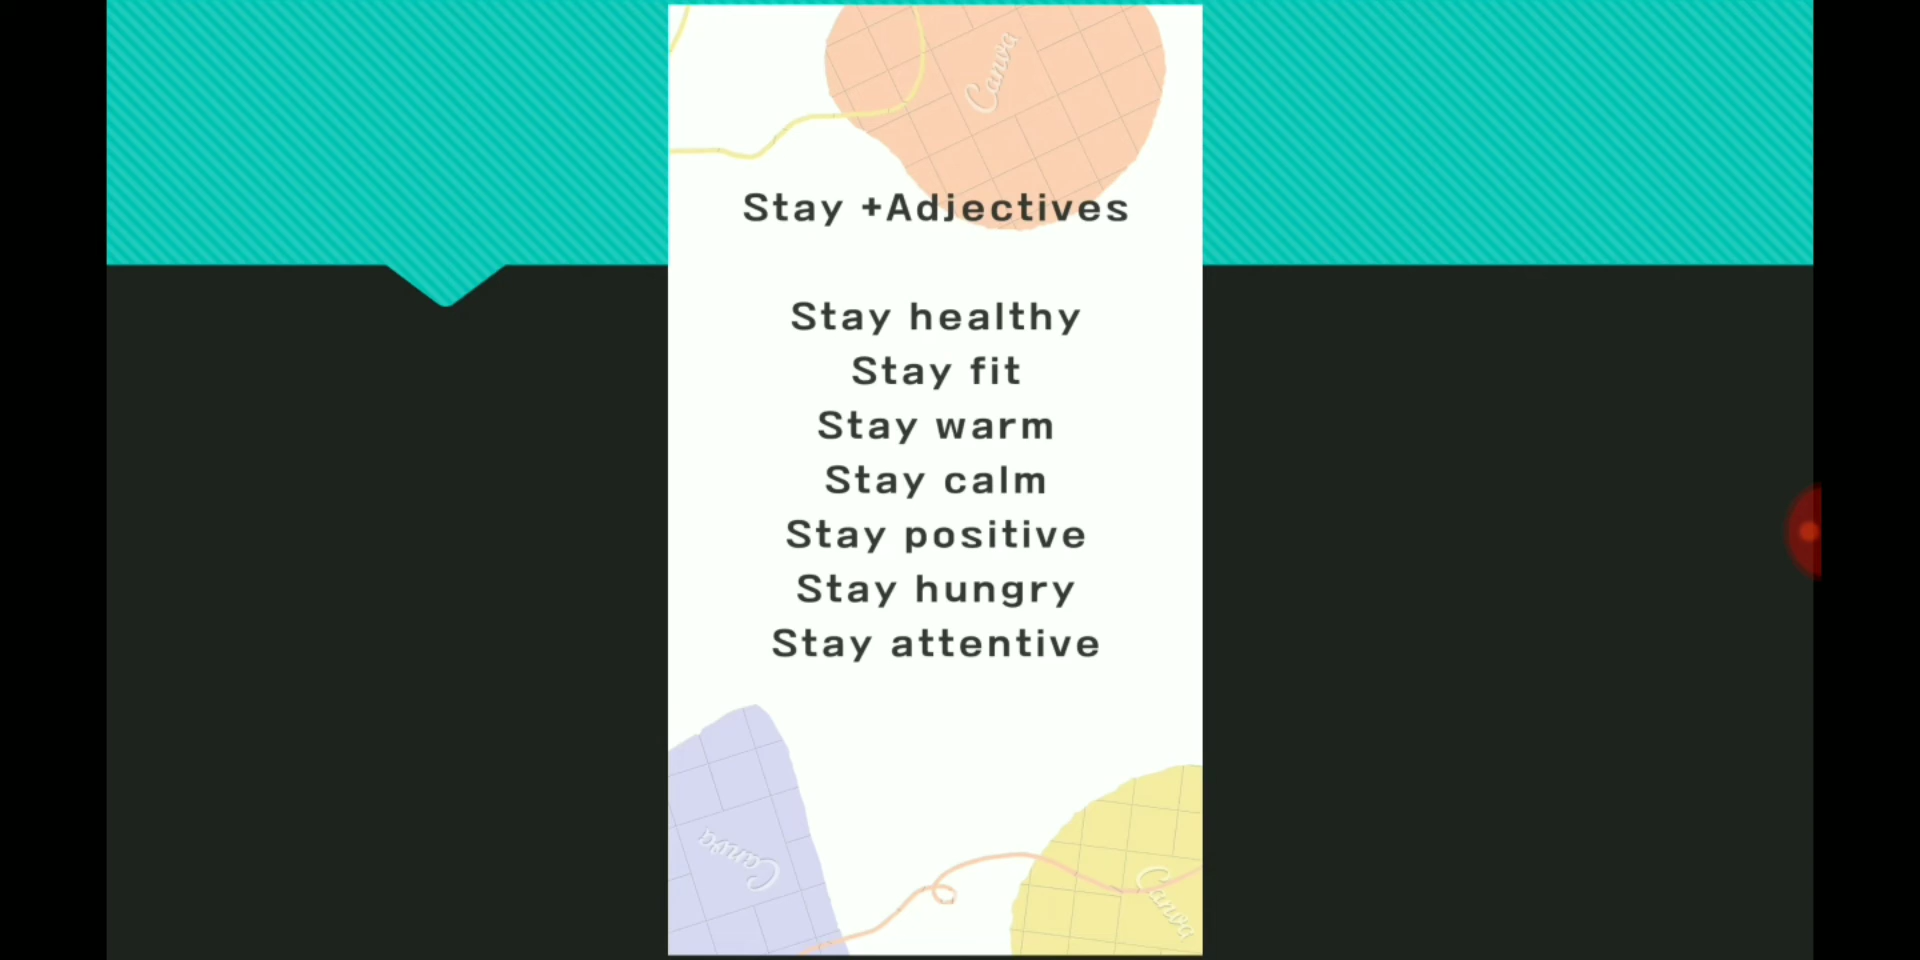 Canva
Stay +Adjectives
Stay healthy
Stay fit
Stay warm
Stay calm
Stay positive
Stay hungry
Stay attentive
Canva
Canva